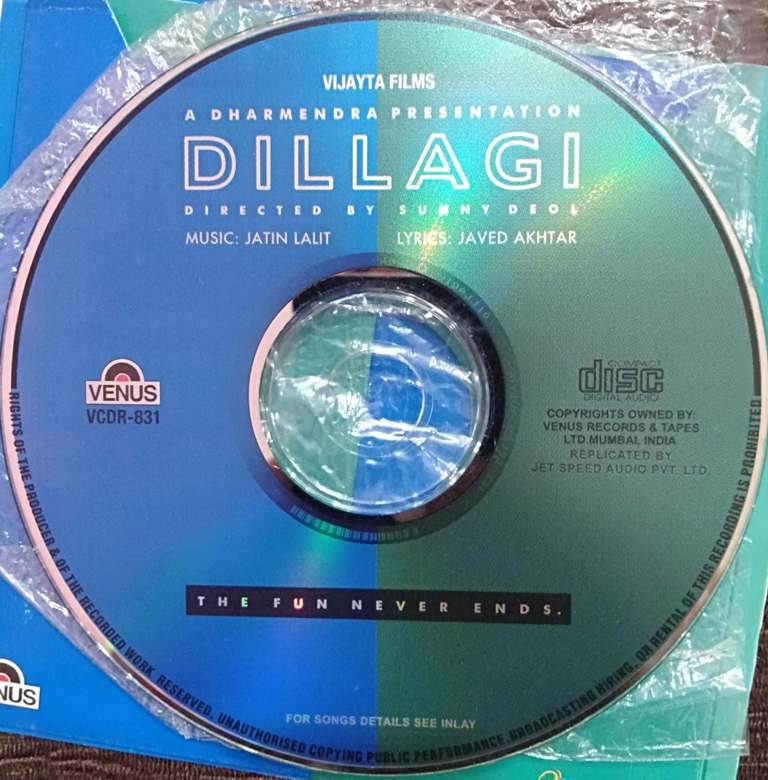 VIJAYTA FILMS
A DHARMENDRA PRESENTATION
DILLAGI
DIRECTED BY SUNNY DEOL
MUSIC: JATIN LALIT
LYRICS: JAVED AKHTAR
VENUS
VCDR-831
COMPACT
disc
DIGITAL AUDIO
COPYRIGHTS OWNED BY:
VENUS RECORDS & TAPES
LTD.MUMBAI, INDIA
REPLICATED BY
JET SPEED AUDIO PVT. LTD.
THE FUN NEVER ENDS.
FOR SONGS DETAILS SEE INLAY
RIGHTS OF THE PRODUCER & OF THE RECORDED WORK. RESERVED. UNAUTHORISED COPYING PUBLIC PERFORMANCE, BROADCASTING HIRING, OR RENTAL OF THIS RECORDING IS PROHIBITED
NUS